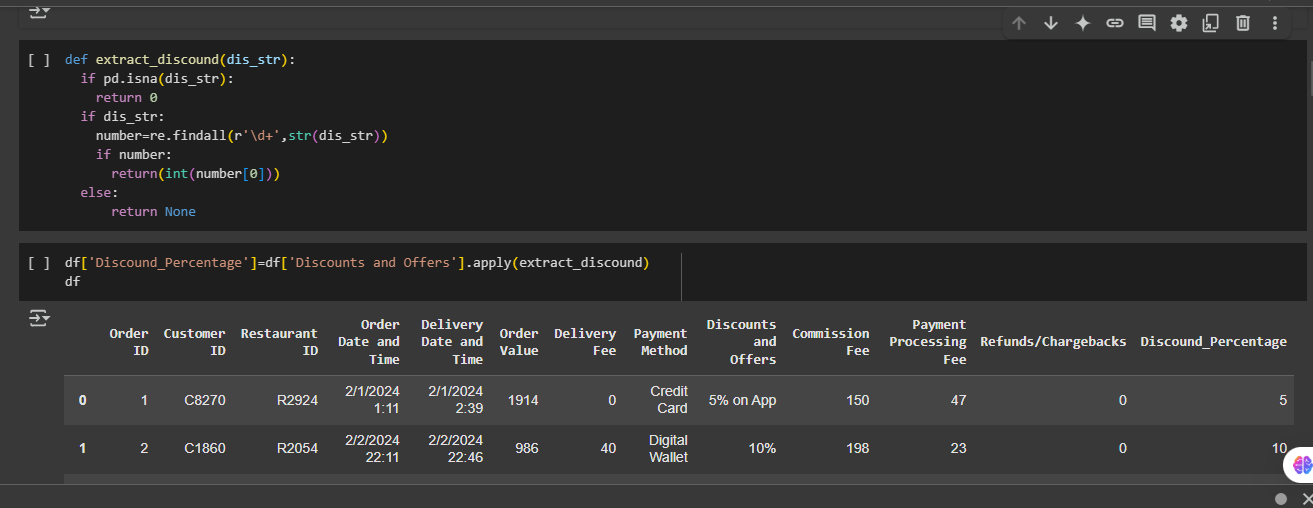 [ ] def extract_discound(dis_str):
if pd.isna(dis_str):
return 0
if dis_str:
number=re.findall(r'\d+',str(dis_str))
if number:
return(int(number[0]))
else:
return None
[ ] df['Discound_Percentage']=df['Discounts and Offers'].apply(extract_discound)
df
Order ID Customer ID Restaurant ID Order Date and Time Delivery Date and Time Order Value Delivery Fee Payment Method Discounts and Offers Commission Fee Payment Processing Fee Refunds/Chargebacks Discound_Percentage
0 1 C8270 R2924 2/1/2024 1:11 2/1/2024 2:39 1914 0 Credit Card 5% on App 150 47 0 5
1 2 C1860 R2054 2/2/2024 22:11 2/2/2024 22:46 986 40 Digital Wallet 10% 198 23 0 10